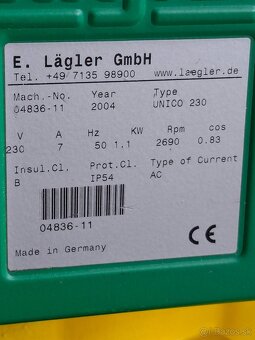 E. Lägler GmbH
Tel. +49 7135 98900 www.laegler.de
Mach.-No. Year Type
04836-11 2004 UNICO 230
V A Hz KW Rpm cos
230 7 50 1.1 2690 0.83
Insul.Cl. Prot.Cl. Type of Current
B IP54 AC
04836-11
CE
Made in Germany
© bazos.sk